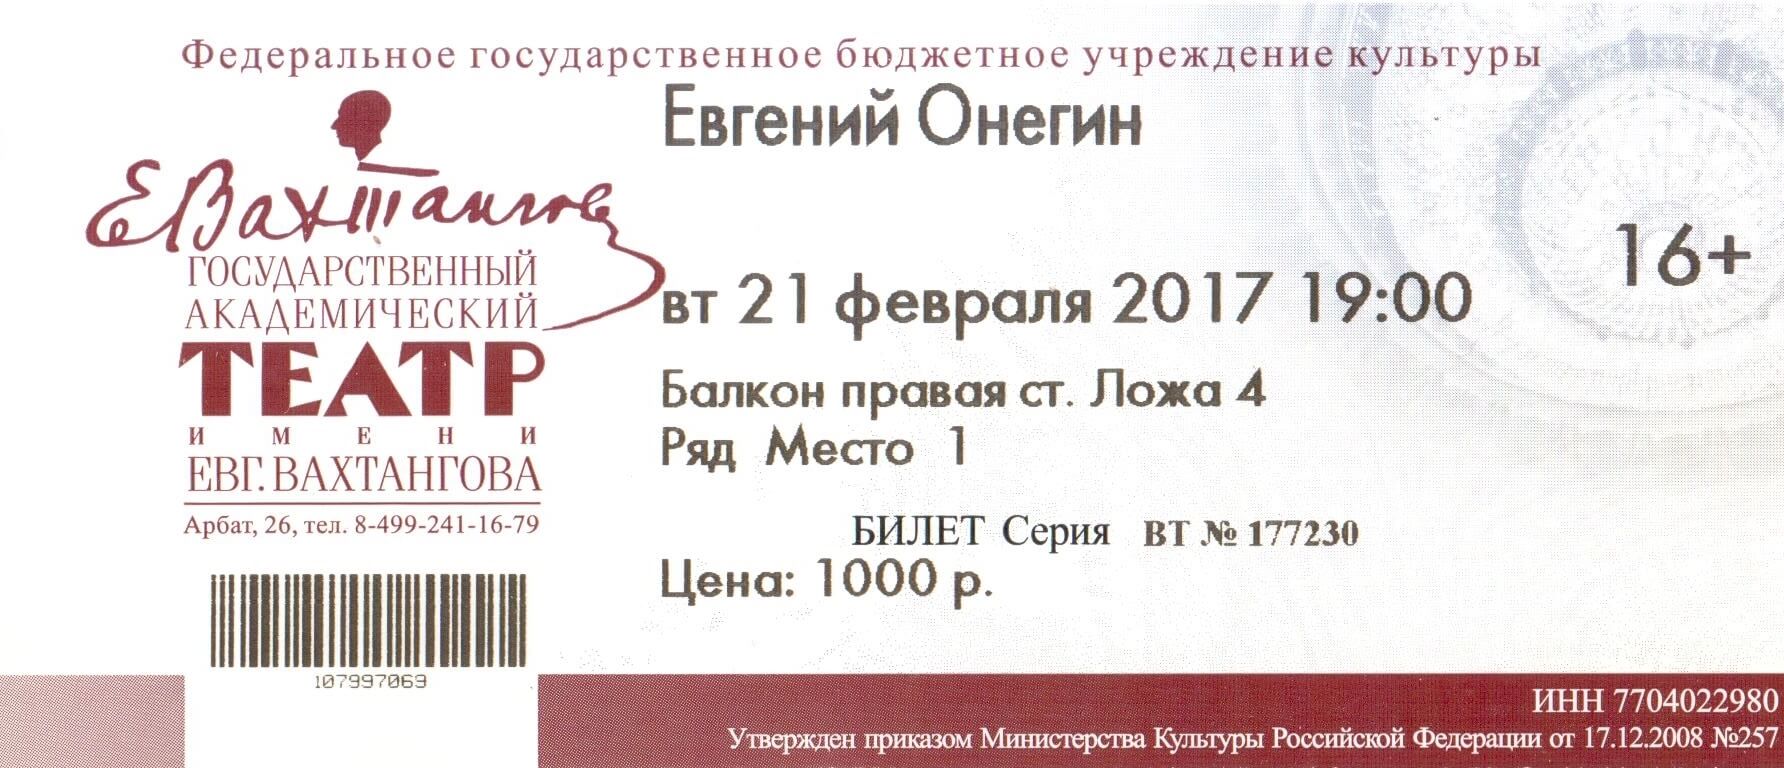 Федеральное государственное бюджетное учреждение культуры
Евгений Онегин
Е Вахтангов
16+
ГОСУДАРСТВЕННЫЙ
АКАДЕМИЧЕСКИЙ
ТЕАТР
ИМЕНИ
ЕВГ. ВАХТАНГОВА
Арбат, 26, тел. 8-499-241-16-79
вт 21 февраля 2017 19:00
Балкон правая ст. Ложа 4
Ряд Место 1
БИЛЕТ Серия ВТ № 177230
Цена: 1000 р.
107997069
ИНН 7704022980
Утвержден приказом Министерства Культуры Российской Федерации от 17.12.2008 №257